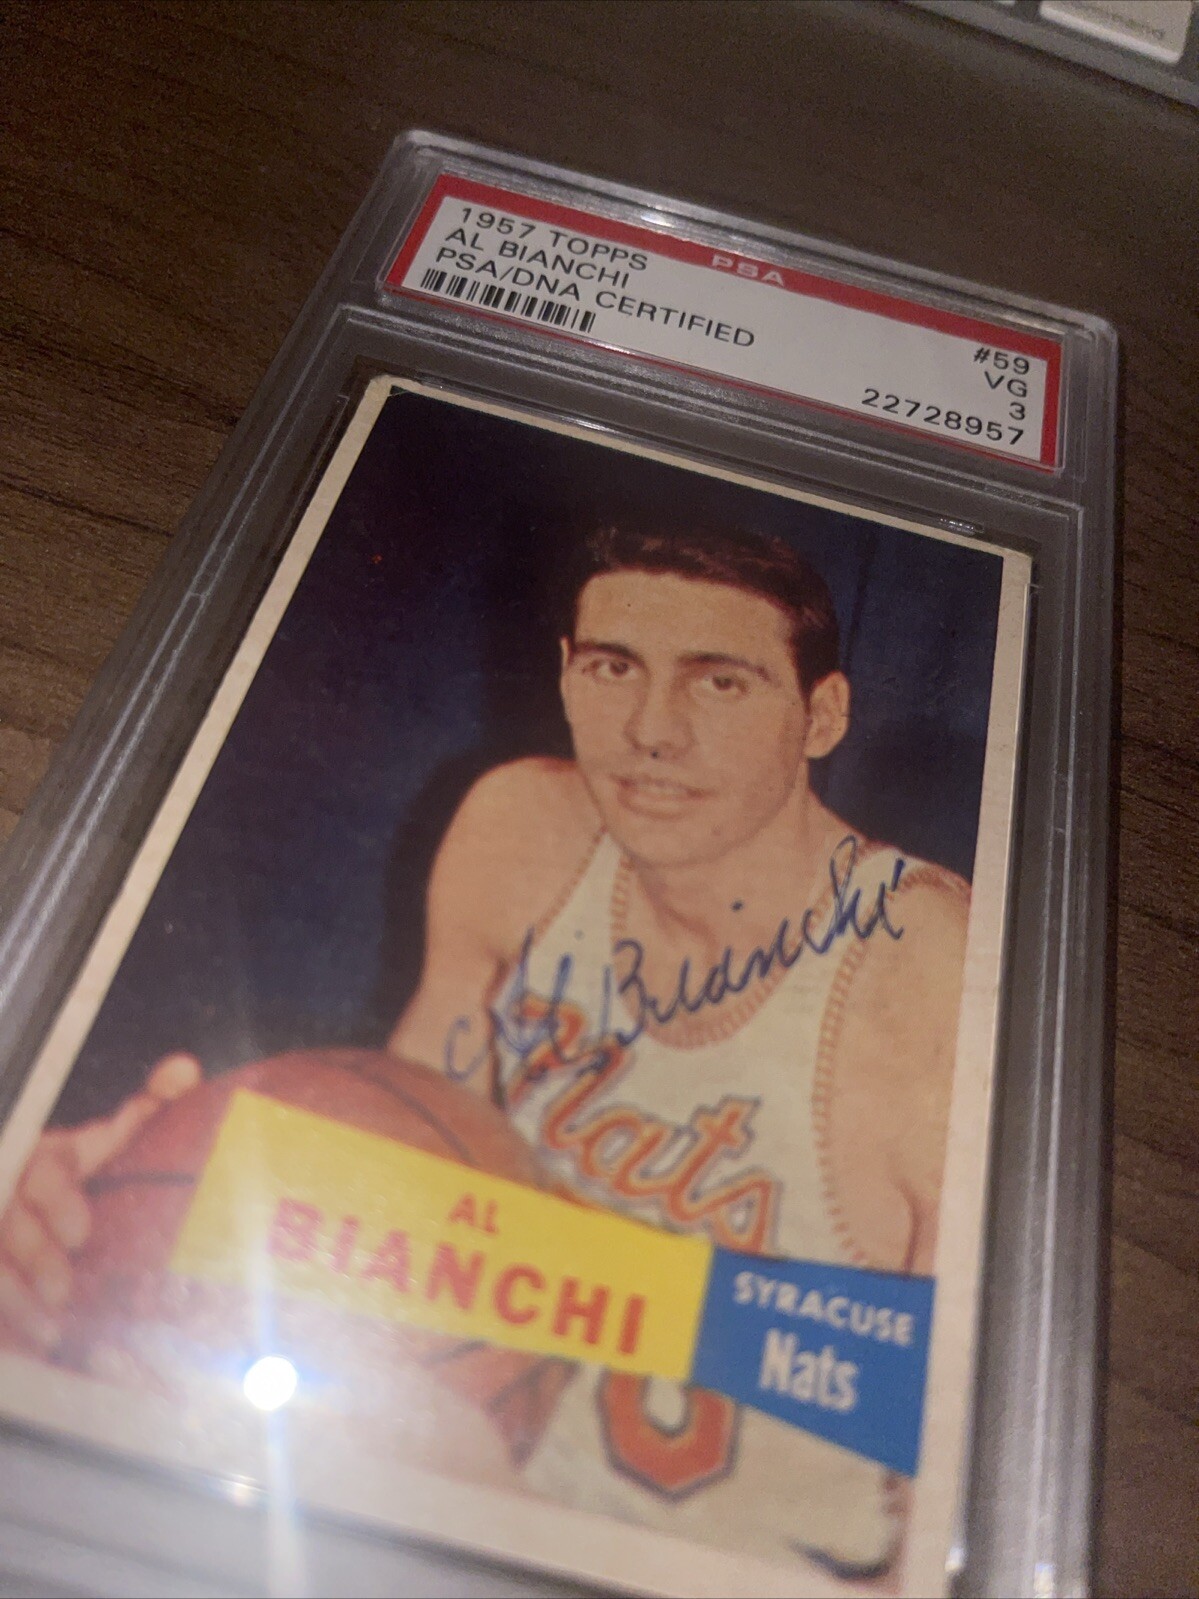 PSA
1957 TOPPS #59
AL BIANCHI VG
PSA/DNA CERTIFIED 3
22728957
Al Bianchi
Nats
AL
BIANCHI
SYRACUSE
Nats